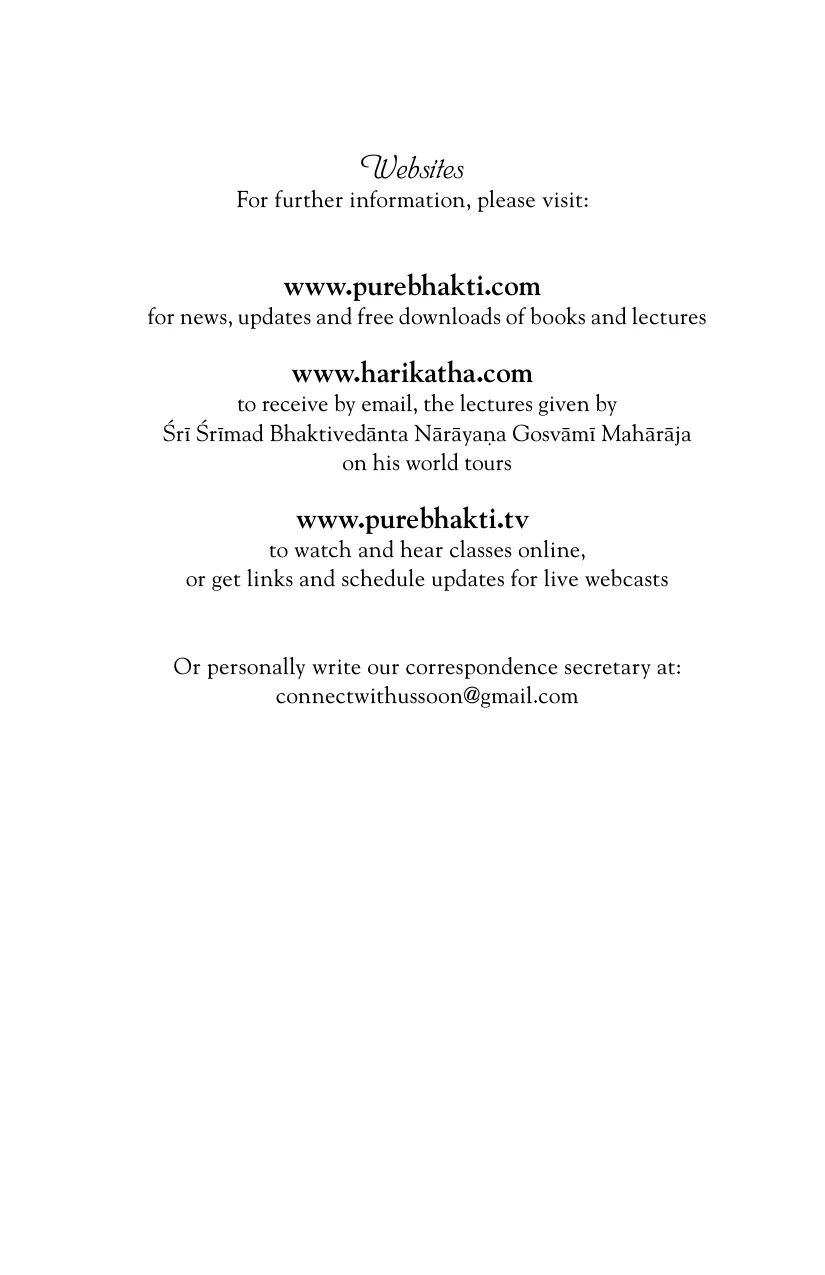 Websites
For further information, please visit:
www.purebhakti.com
for news, updates and free downloads of books and lectures
www.harikatha.com
to receive by email, the lectures given by
Śrī Śrīmad Bhaktivedānta Nārāyaṇa Gosvāmī Mahārāja
on his world tours
www.purebhakti.tv
to watch and hear classes online,
or get links and schedule updates for live webcasts
Or personally write our correspondence secretary at:
connectwithussoon@gmail.com